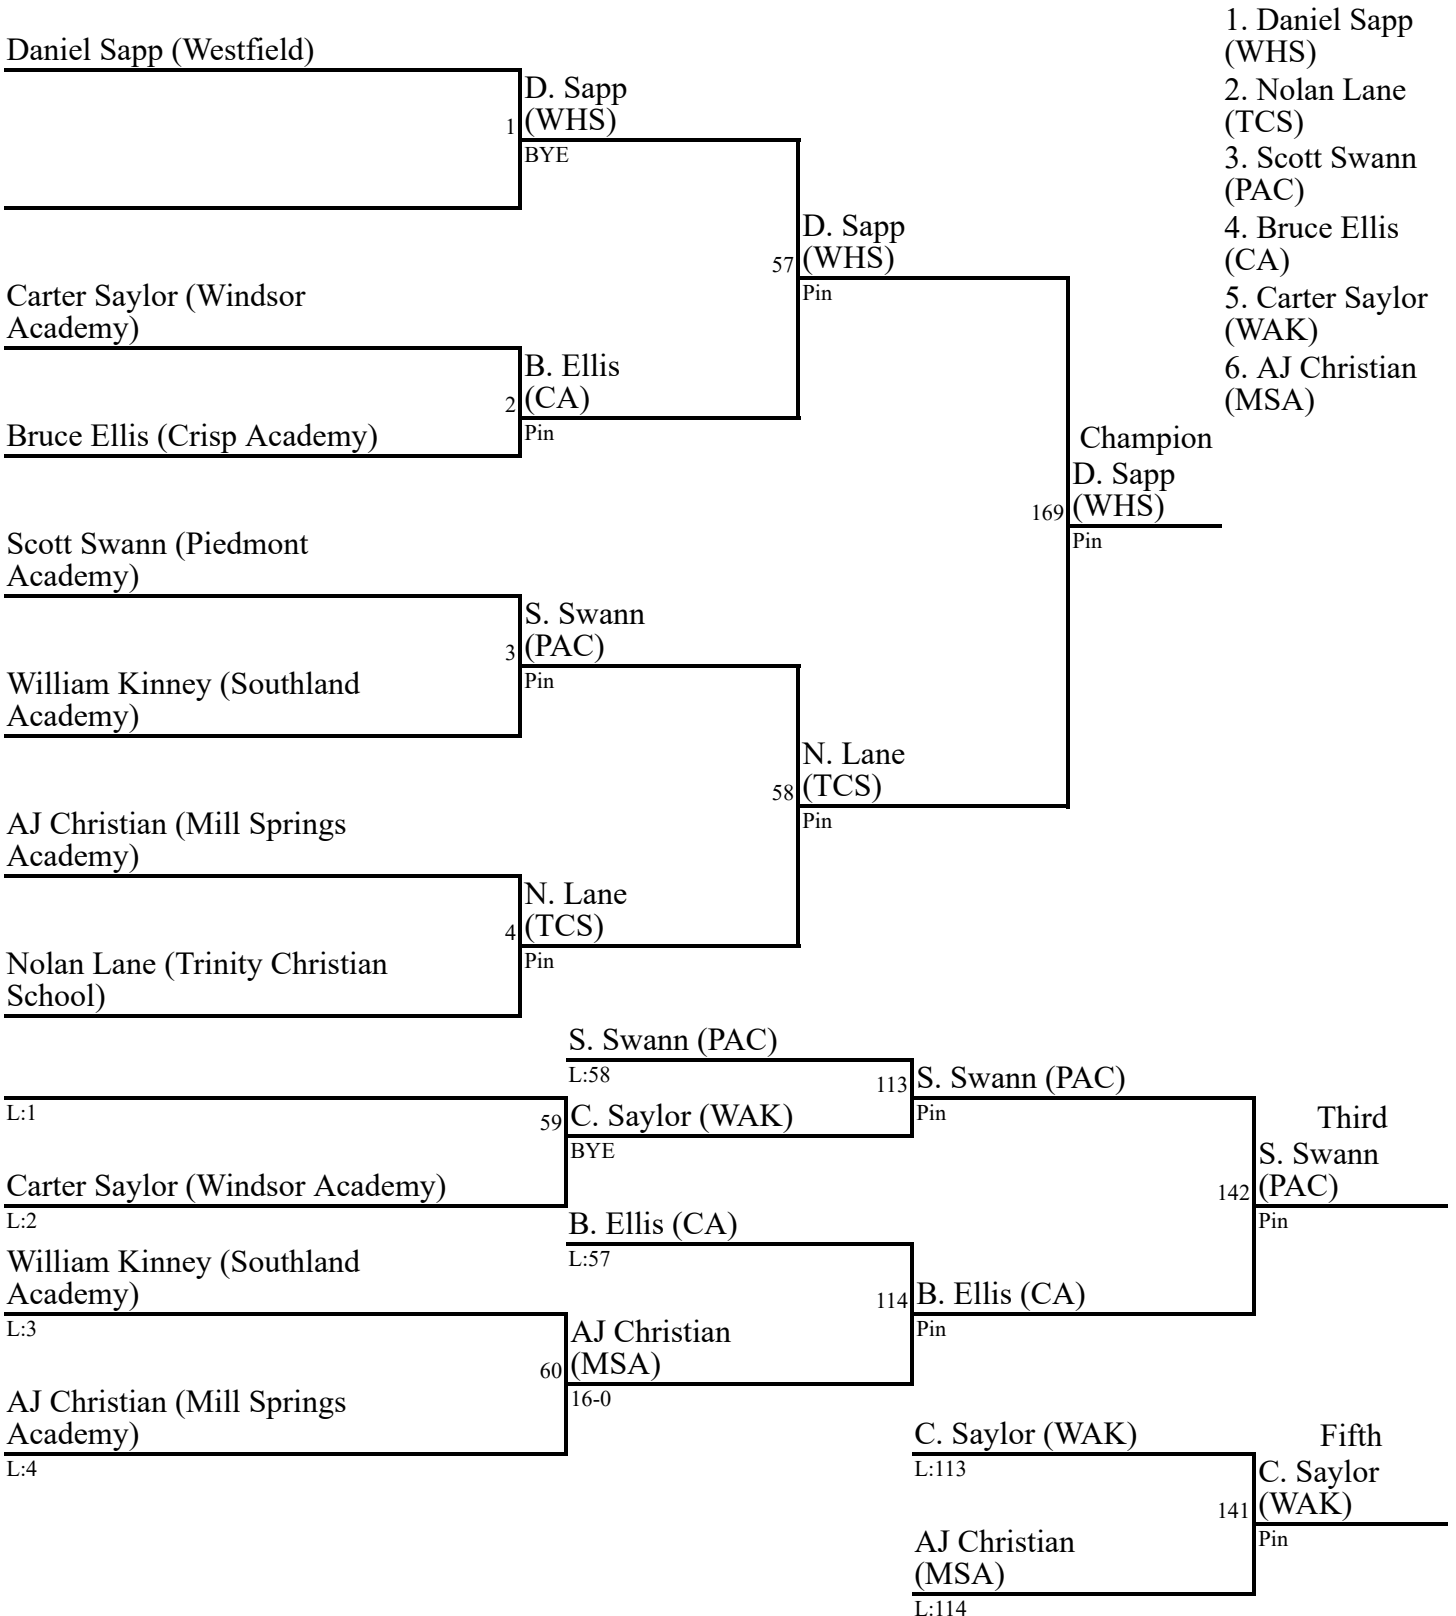 Daniel Sapp (Westfield)
1
D. Sapp
(WHS)
BYE
Carter Saylor (Windsor
Academy)
2
B. Ellis
(CA)
Pin
Bruce Ellis (Crisp Academy)
57
D. Sapp
(WHS)
Pin
Scott Swann (Piedmont
Academy)
3
S. Swann
(PAC)
Pin
William Kinney (Southland
Academy)
AJ Christian (Mill Springs
Academy)
4
N. Lane
(TCS)
Pin
Nolan Lane (Trinity Christian
School)
58
N. Lane
(TCS)
Pin
169
Champion
D. Sapp
(WHS)
Pin
1. Daniel Sapp
(WHS)
2. Nolan Lane
(TCS)
3. Scott Swann
(PAC)
4. Bruce Ellis
(CA)
5. Carter Saylor
(WAK)
6. AJ Christian
(MSA)
S. Swann (PAC)
L:58
L:1
59
C. Saylor (WAK)
BYE
Carter Saylor (Windsor Academy)
L:2
113
S. Swann (PAC)
Pin
B. Ellis (CA)
L:57
William Kinney (Southland
Academy)
L:3
60
AJ Christian
(MSA)
16-0
AJ Christian (Mill Springs
Academy)
L:4
114
B. Ellis (CA)
Pin
142
Third
S. Swann
(PAC)
Pin
C. Saylor (WAK)
L:113
141
Fifth
C. Saylor
(WAK)
Pin
AJ Christian
(MSA)
L:114